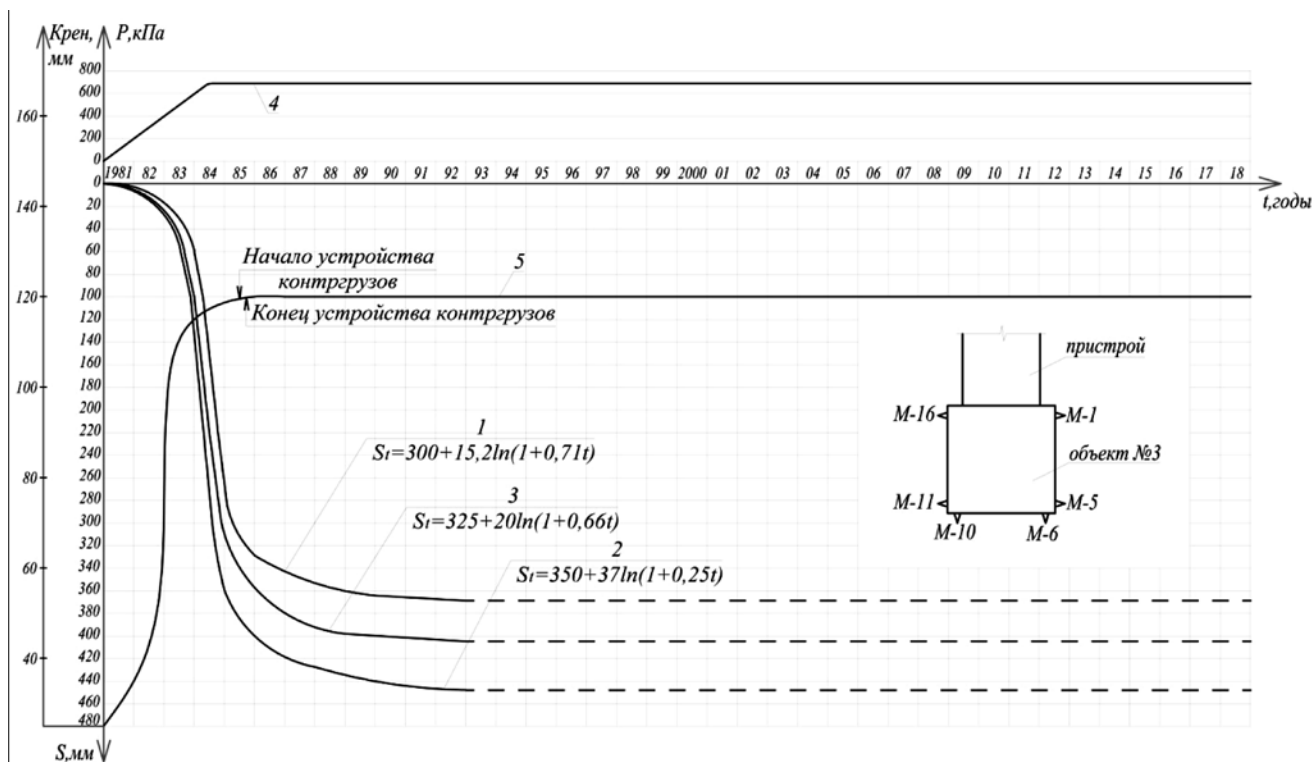 Крен, мм
P,кПа
800
600
400
200
0
160
140
120
100
80
60
40
1981 82 83 84 85 86 87 88 89 90 91 92 93 94 95 96 97 98 99 2000 01 02 03 04 05 06 07 08 09 10 11 12 13 14 15 16 17 18
t,годы
0
20
40
60
80
100
120
140
160
180
200
220
240
260
280
300
320
340
360
380
400
420
440
460
480
S,мм
4
Начало устройства
контргрузов
5
Конец устройства контргрузов
1
St=300+15,2ln(1+0,71t)
3
St=325+20ln(1+0,66t)
2
St=350+37ln(1+0,25t)
пристрой
М-16
М-1
объект №3
М-11
М-5
М-10
М-6